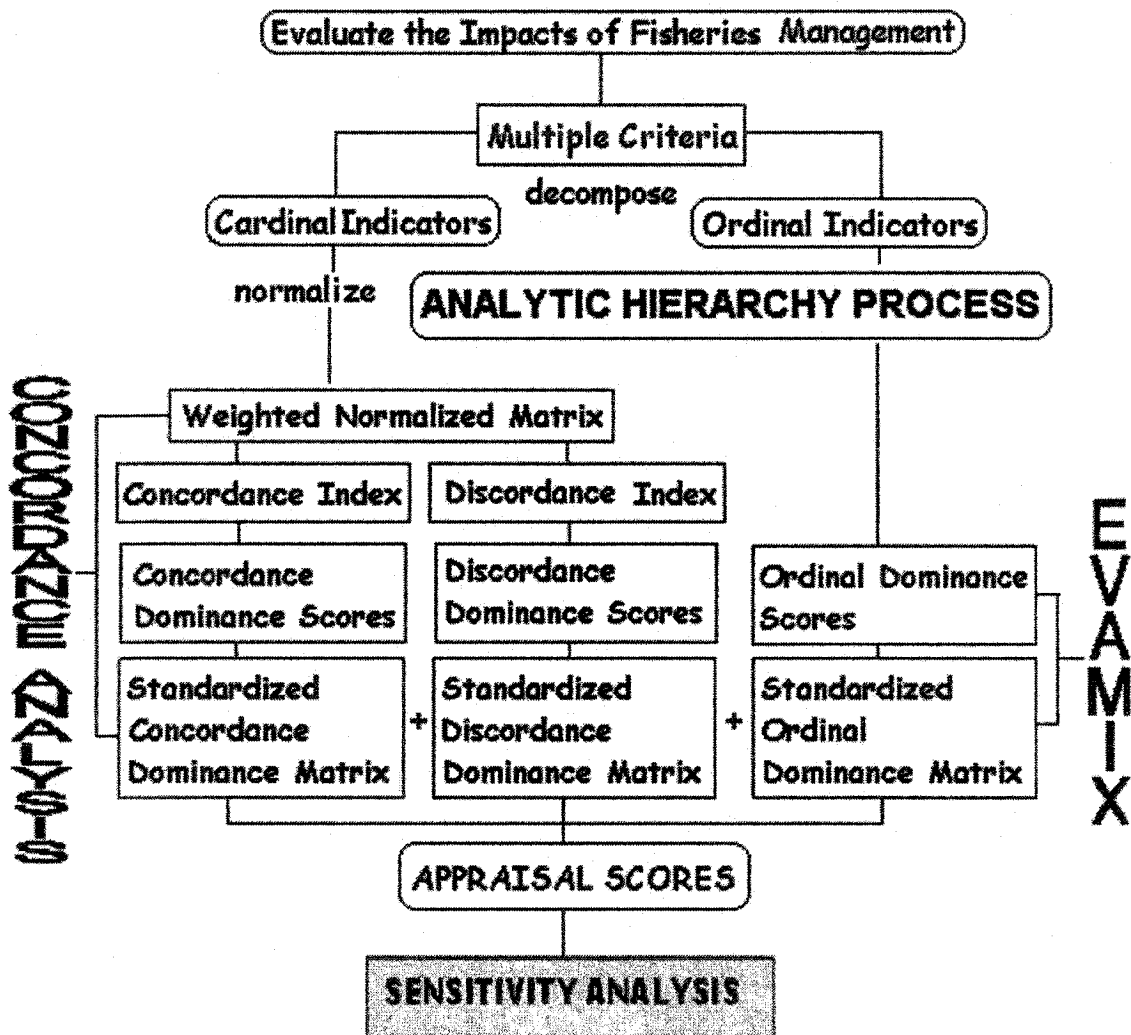 Evaluate the Impacts of Fisheries Management
Multiple Criteria
decompose
Cardinal Indicators
Ordinal Indicators
normalize
ANALYTIC HIERARCHY PROCESS
Weighted Normalized Matrix
Concordance Index
Discordance Index
Concordance
Dominance Scores
Discordance
Dominance Scores
Ordinal Dominance
Scores
Standardized
Concordance
Dominance Matrix
+
Standardized
Discordance
Dominance Matrix
+
Standardized
Ordinal
Dominance Matrix
CONCORDANCE ANALYSIS
EVAMIX
APPRAISAL SCORES
SENSITIVITY ANALYSIS